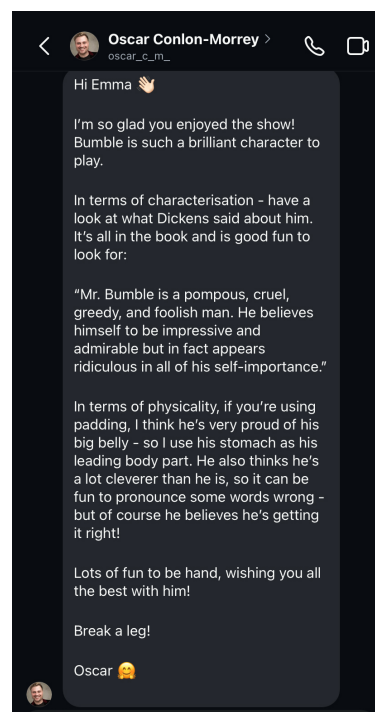 Oscar Conlon-Morrey >
oscar_c_m_
Hi Emma 👋🏻
I'm so glad you enjoyed the show!
Bumble is such a brilliant character to
play.
In terms of characterisation - have a
look at what Dickens said about him.
It's all in the book and is good fun to
look for:
“Mr. Bumble is a pompous, cruel,
greedy, and foolish man. He believes
himself to be impressive and
admirable but in fact appears
ridiculous in all of his self-importance.”
In terms of physicality, if you're using
padding, I think he's very proud of his
big belly - so I use his stomach as his
leading body part. He also thinks he's
a lot cleverer than he is, so it can be
fun to pronounce some words wrong -
but of course he believes he's getting
it right!
Lots of fun to be hand, wishing you all
the best with him!
Break a leg!
Oscar 🤗